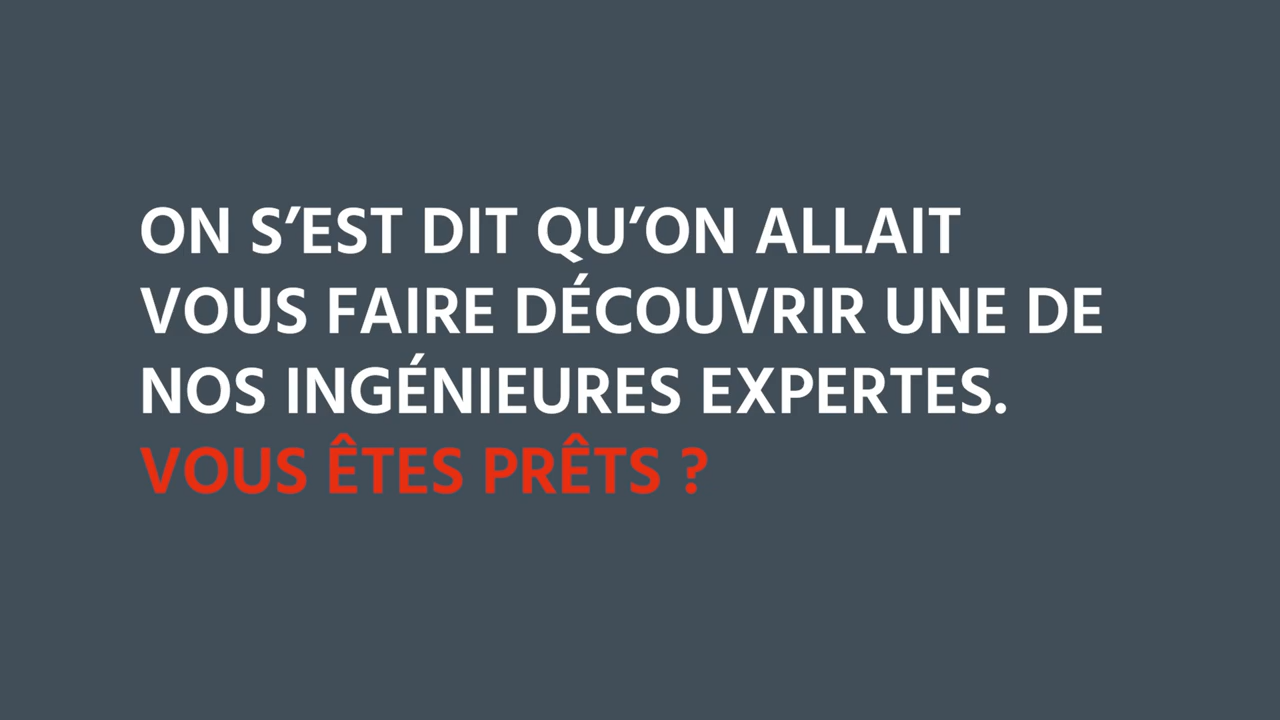 ON S’EST DIT QU’ON ALLAIT
VOUS FAIRE DÉCOUVRIR UNE DE
NOS INGÉNIEURES EXPERTES.
VOUS ÊTES PRÊTS ?